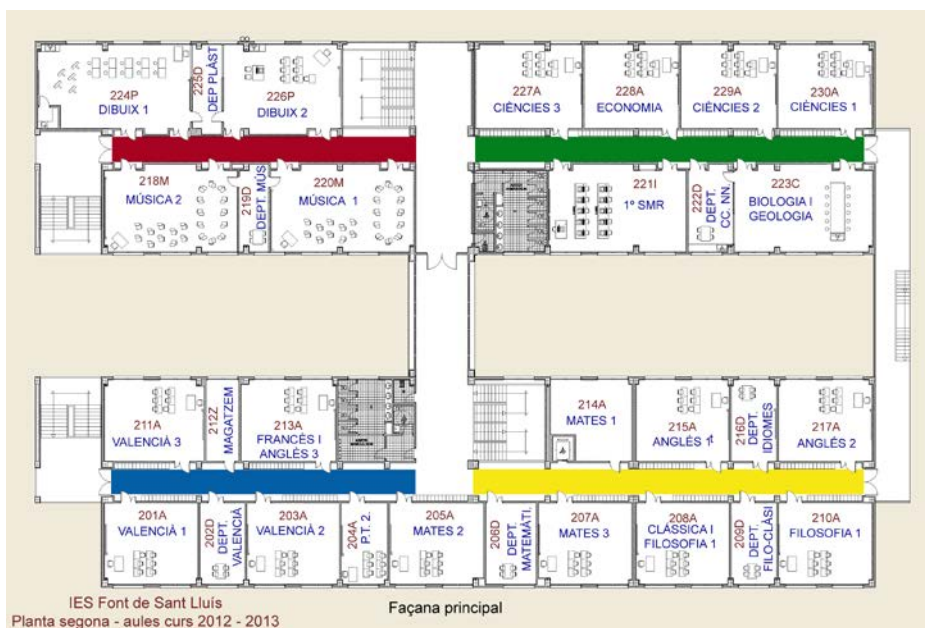 224P
DIBUIX 1
225D
DEP PLÀST
226P
DIBUIX 2
227A
CIÈNCIES 3
228A
ECONOMIA
229A
CIÈNCIES 2
230A
CIÈNCIES 1
218M
MÚSICA 2
219D
DEPT. MÚS
220M
MÚSICA 1
221I
1º SMR
222D
DEPT.
CC. NN.
223C
BIOLOGIA I
GEOLOGIA
211A
VALENCIÀ 3
212Z
MAGATZEM
213A
FRANCÈS I
ANGLÈS 3
214A
MATES 1
215A
ANGLÈS 1
216D
DEPT.
IDIOMES
217A
ANGLÈS 2
201A
VALENCIÀ 1
202D
DEPT.
VALENCIÀ
203A
VALENCIÀ 2
204A
P.T. 2.
205A
MATES 2
206D
DEPT.
MATEMÀTI.
207A
MATES 3
208A
CLÀSSICA I
FILOSOFIA 1
209D
DEPT.
FILO-CLÀSI
210A
FILOSOFIA 1
IES Font de Sant Lluís
Planta segona - aules curs 2012 - 2013
Façana principal